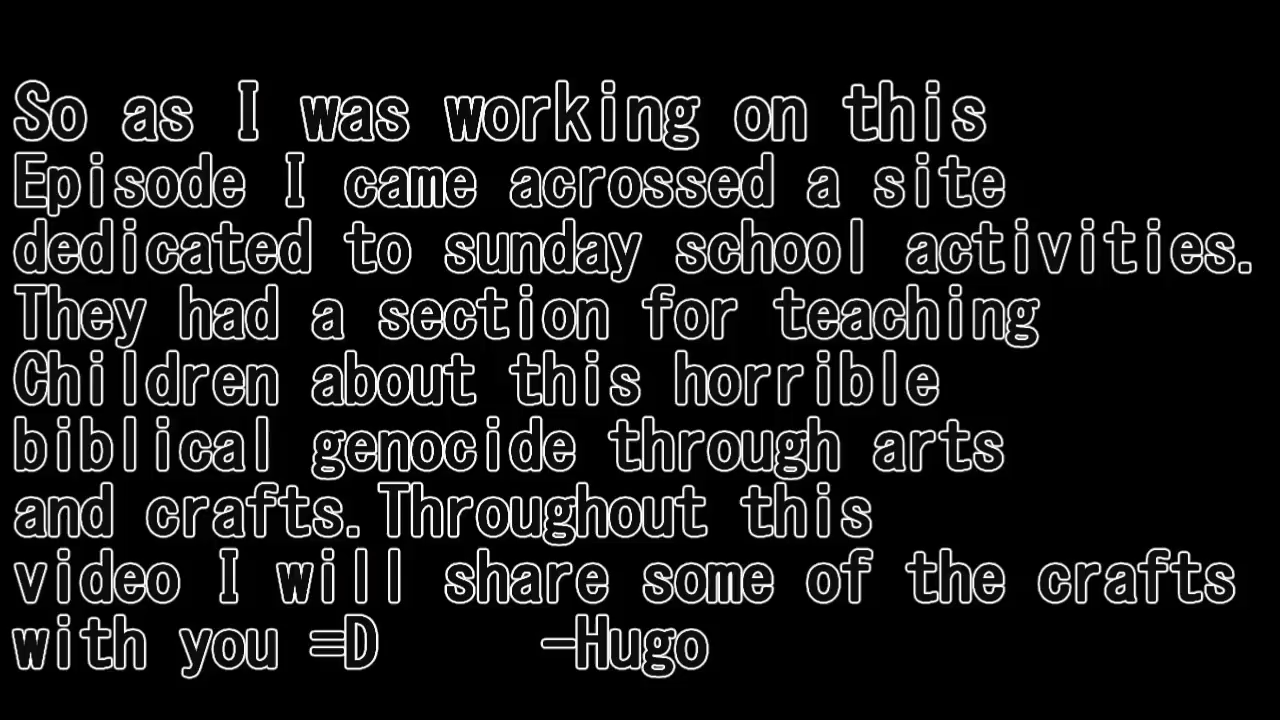 So as I was working on this
Episode I came acrossed a site
dedicated to sunday school activities.
They had a section for teaching
Children about this horrible
biblical genocide through arts
and crafts.Throughout this
video I will share some of the crafts
with you =D -Hugo